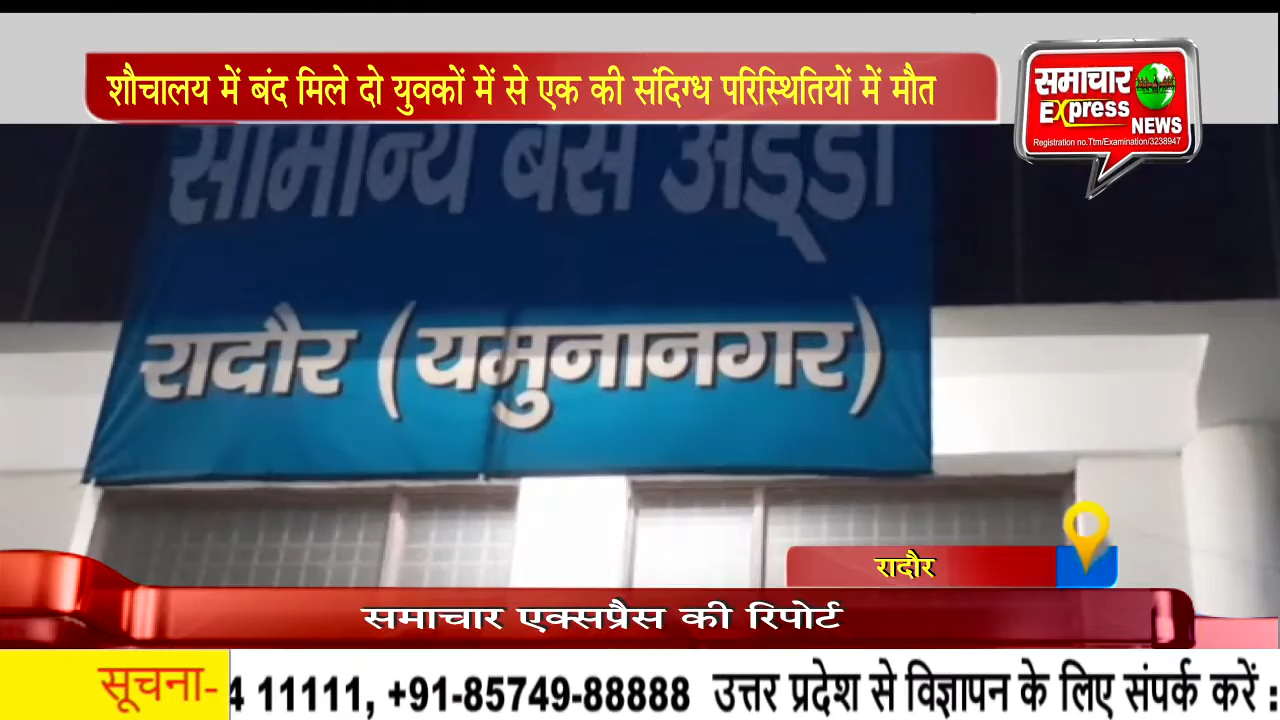 शौचालय में बंद मिले दो युवकों में से एक की संदिग्ध परिस्थितियों में मौत
समाचार
Express
NEWS
Registration no.Ttm/Examination/3238947
सामान्य बस अड्डा
रादौर (यमुनानगर)
रादौर
समाचार एक्सप्रैस की रिपोर्ट
सूचना- 4 11111, +91-85749-88888 उत्तर प्रदेश से विज्ञापन के लिए संपर्क करें :